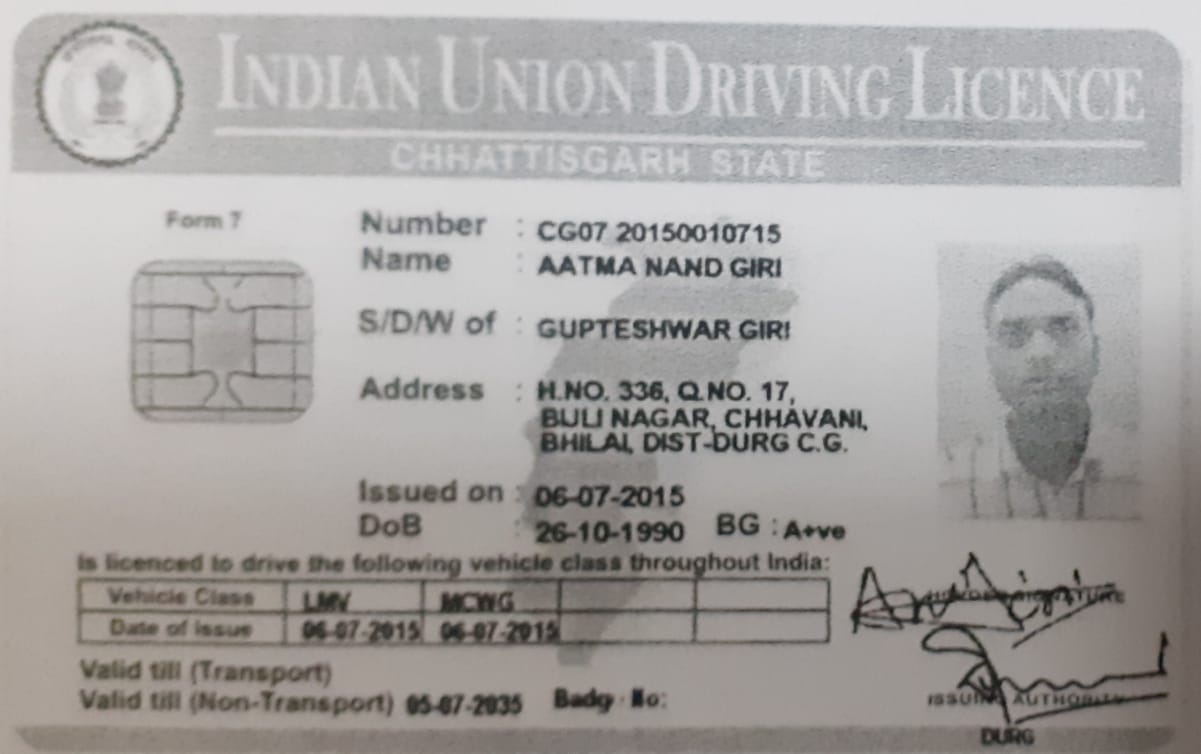 INDIAN UNION DRIVING LICENCE
CHHATTISGARH STATE
Form 7
Number : CG07 20150010715
Name : AATMA NAND GIRI
S/D/W of : GUPTESHWAR GIRI
Address : H.NO. 336, Q.NO. 17,
BULI NAGAR, CHHAVANI,
BHILAI, DIST-DURG C.G.
Issued on : 06-07-2015
DoB : 26-10-1990 BG : A+ve
Is licenced to drive the following vehicle class throughout India:
Vehicle Class LMV MCWG
Date of Issue 06-07-2015 06-07-2015
HOLDER SIGNATURE
Valid till (Transport)
Valid till (Non-Transport) 05-07-2035 Badg No:
ISSUING AUTHORITY
DURG